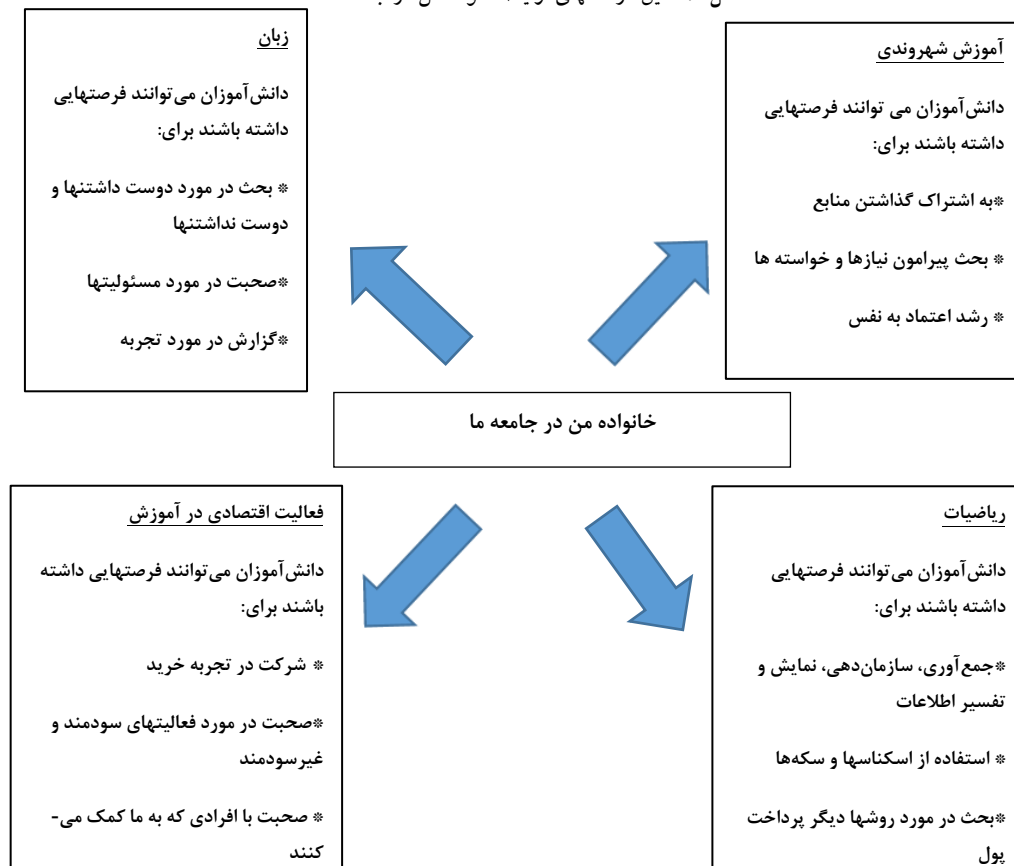 آموزش شهروندی
دانش‌آموزان می توانند فرصتهایی
داشته باشند برای:
*به اشتراک گذاشتن منابع
* بحث پیرامون نیازها و خواسته ها
* رشد اعتماد به نفس
زبان
دانش‌آموزان می‌توانند فرصتهایی
داشته باشند برای:
* بحث در مورد دوست داشتنها و
دوست نداشتنها
*صحبت در مورد مسئولیتها
*گزارش در مورد تجربه
خانواده من در جامعه ما
ریاضیات
دانش‌آموزان می‌توانند فرصتهایی
داشته باشند برای:
*جمع‌آوری، سازمان‌دهی، نمایش و
تفسیر اطلاعات
* استفاده از اسکناسها و سکه‌ها
*بحث در مورد روشها دیگر پرداخت
پول
فعالیت اقتصادی در آموزش
دانش‌آموزان می‌توانند فرصتهایی داشته
باشند برای:
* شرکت در تجربه خرید
*صحبت در مورد فعالیتهای سودمند و
غیرسودمند
* صحبت با افرادی که به ما کمک می-
کنند